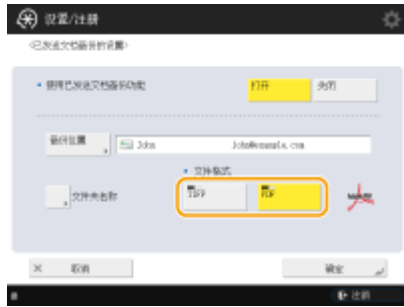 设置/注册
<已发送文档备份的设置>
▪ 使用已发送文档备份功能
打开
关闭
备份位置
John
John@example.com
▪ 文件格式
文件夹名称
TIFF
PDF
× 取消
确定
注销